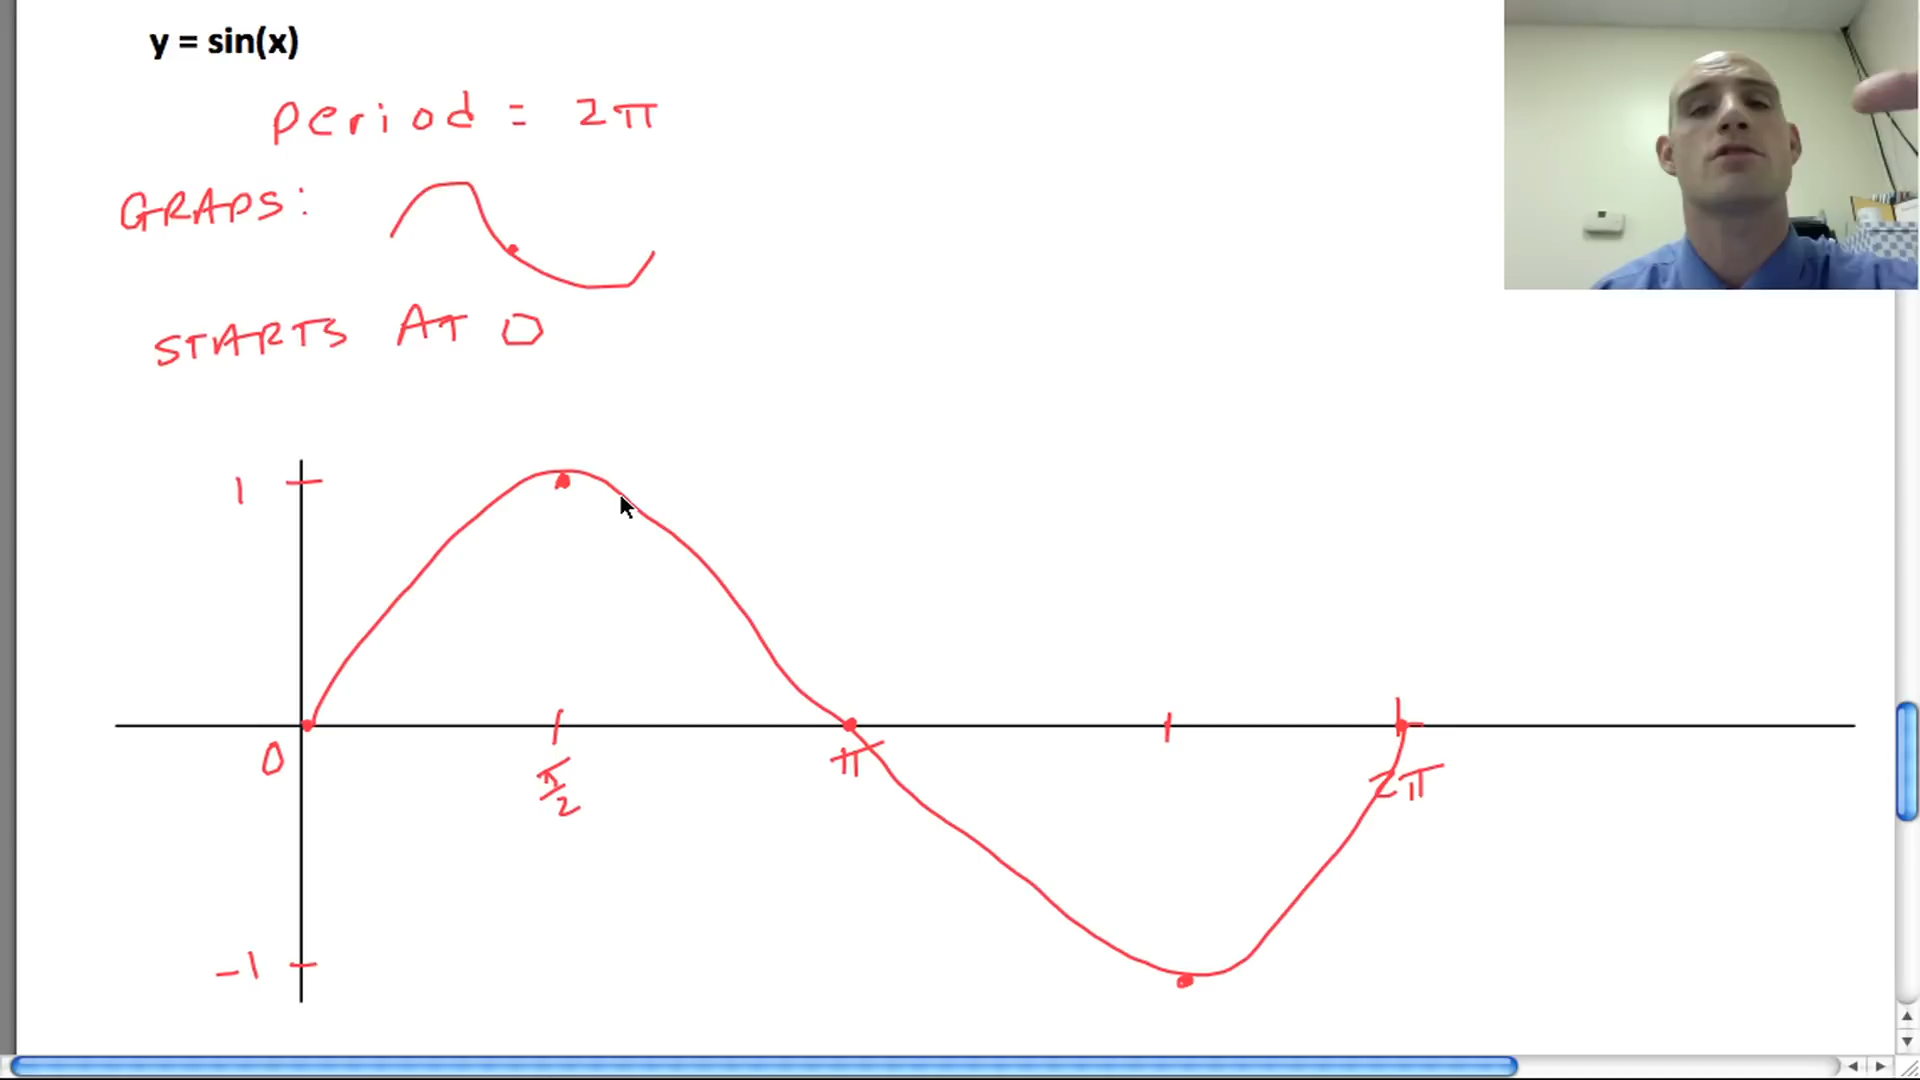 y = sin(x)
period = 2π
GRAPS:
STARTS AT 0
1
0
π/2
π
2π
-1